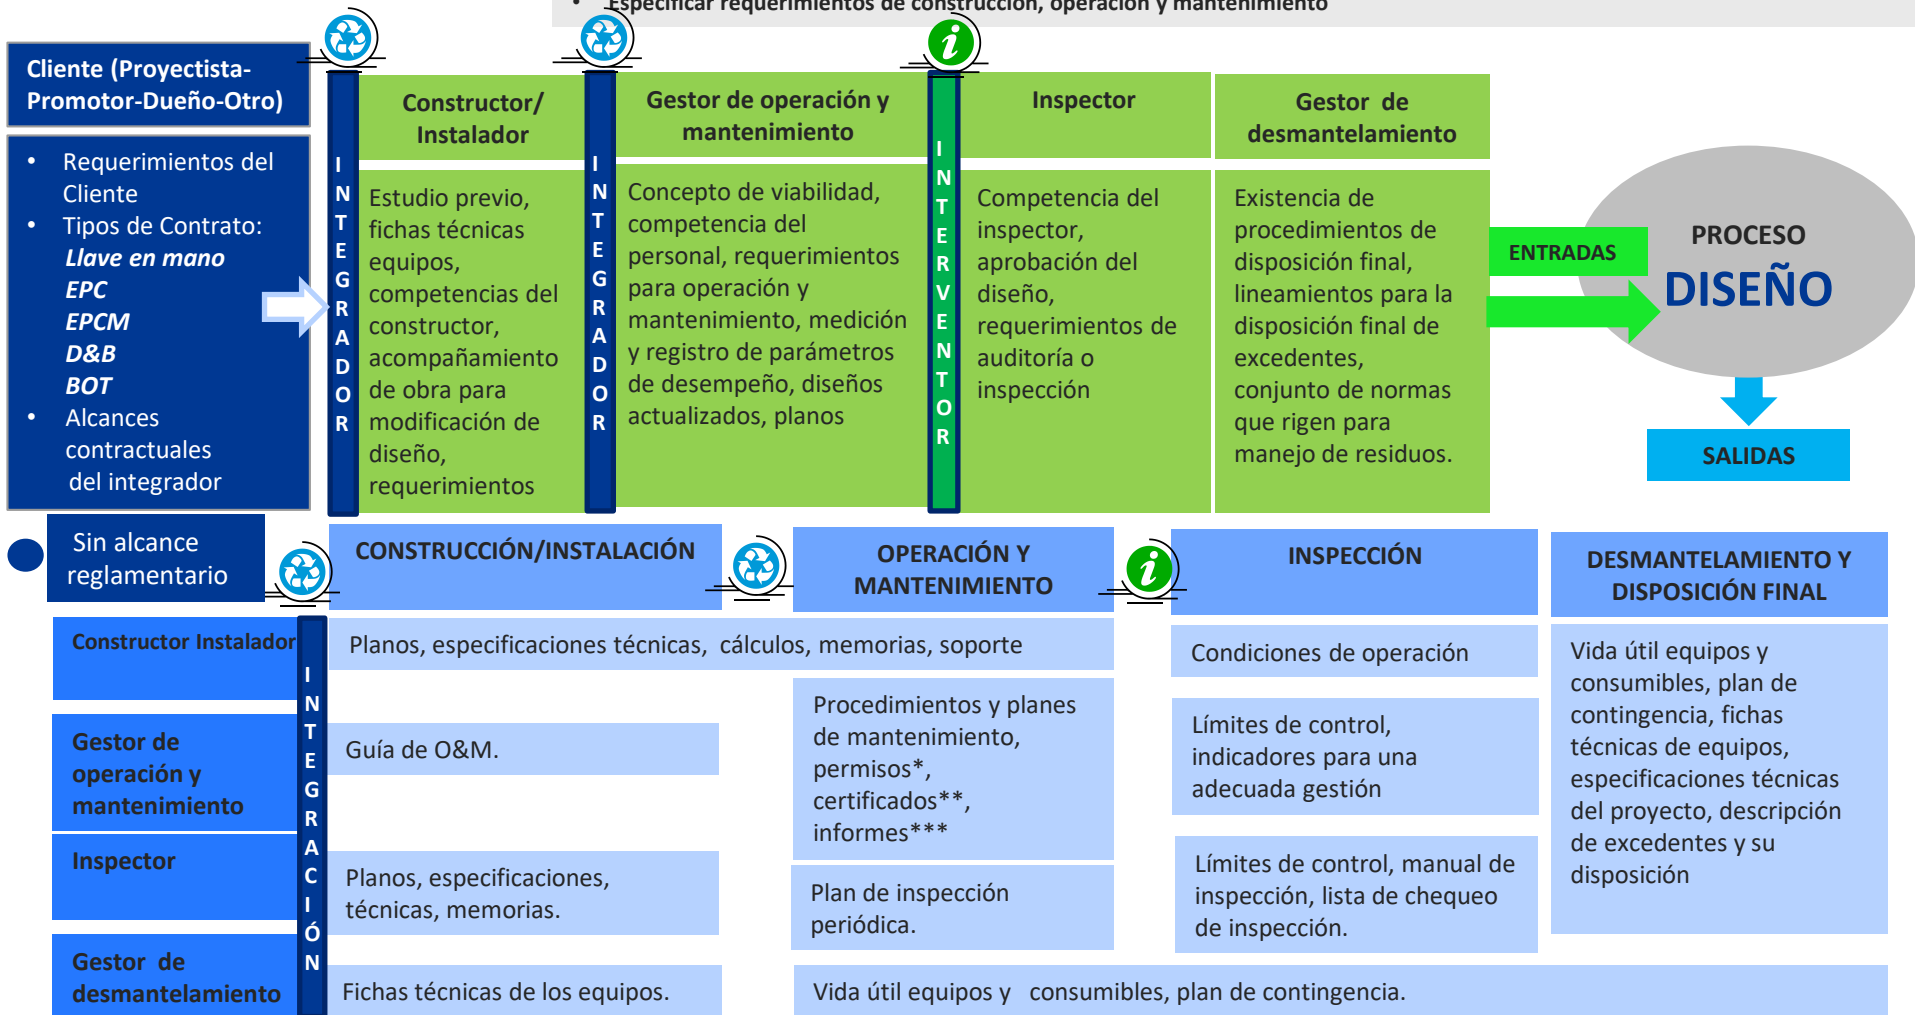 • Especificar requerimientos de construcción, operación y mantenimiento
Cliente (Proyectista-
Promotor-Dueño-Otro)
• Requerimientos del
Cliente
• Tipos de Contrato:
Llave en mano
EPC
EPCM
D&B
BOT
• Alcances
contractuales
del integrador
INTEGRADOR
Constructor/
Instalador
Estudio previo,
fichas técnicas
equipos,
competencias del
constructor,
acompañamiento
de obra para
modificación de
diseño,
requerimientos
INTEGRADOR
Gestor de operación y
mantenimiento
Concepto de viabilidad,
competencia del
personal, requerimientos
para operación y
mantenimiento, medición
y registro de parámetros
de desempeño, diseños
actualizados, planos
i
INTERVENTOR
Inspector
Competencia del
inspector,
aprobación del
diseño,
requerimientos de
auditoría o
inspección
Gestor de
desmantelamiento
Existencia de
procedimientos de
disposición final,
lineamientos para la
disposición final de
excedentes,
conjunto de normas
que rigen para
manejo de residuos.
ENTRADAS
PROCESO
DISEÑO
SALIDAS
Sin alcance
reglamentario
CONSTRUCCIÓN/INSTALACIÓN
OPERACIÓN Y
MANTENIMIENTO
i
INSPECCIÓN
DESMANTELAMIENTO Y
DISPOSICIÓN FINAL
INTEGRACIÓN
Constructor Instalador
Planos, especificaciones técnicas, cálculos, memorias, soporte
Condiciones de operación
Vida útil equipos y
consumibles, plan de
contingencia, fichas
técnicas de equipos,
especificaciones técnicas
del proyecto, descripción
de excedentes y su
disposición
Gestor de
operación y
mantenimiento
Guía de O&M.
Procedimientos y planes
de mantenimiento,
permisos*,
certificados**,
informes***
Límites de control,
indicadores para una
adecuada gestión
Inspector
Planos, especificaciones,
técnicas, memorias.
Plan de inspección
periódica.
Límites de control, manual de
inspección, lista de chequeo
de inspección.
Gestor de
desmantelamiento
Fichas técnicas de los equipos.
Vida útil equipos y consumibles, plan de contingencia.